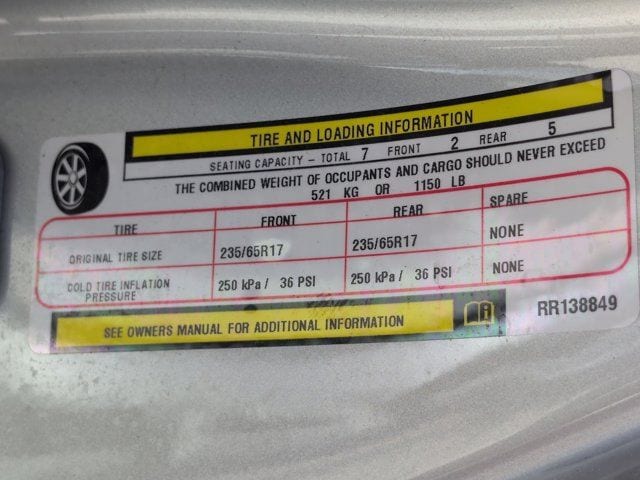 TIRE AND LOADING INFORMATION
SEATING CAPACITY – TOTAL 7 FRONT 2 REAR 5
THE COMBINED WEIGHT OF OCCUPANTS AND CARGO SHOULD NEVER EXCEED
521 KG OR 1150 LB
TIRE FRONT REAR SPARE
ORIGINAL TIRE SIZE 235/65R17 235/65R17 NONE
COLD TIRE INFLATION PRESSURE 250 kPa / 36 PSI 250 kPa / 36 PSI NONE
SEE OWNERS MANUAL FOR ADDITIONAL INFORMATION
RR138849